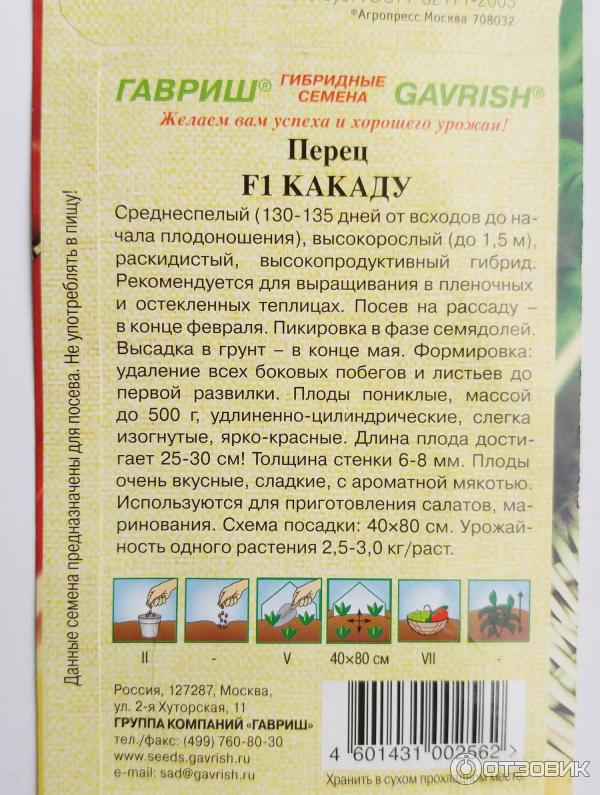 ©Агропресс Москва 708032
ГАВРИШ® ГИБРИДНЫЕ СЕМЕНА GAVRISH®
Желаем вам успеха и хорошего урожая!
Перец
F1 КАКАДУ
Среднеспелый (130-135 дней от всходов до на-
чала плодоношения), высокорослый (до 1,5 м),
раскидистый, высокопродуктивный гибрид.
Рекомендуется для выращивания в пленочных
и остекленных теплицах. Посев на рассаду –
в конце февраля. Пикировка в фазе семядолей.
Высадка в грунт – в конце мая. Формировка:
удаление всех боковых побегов и листьев до
первой развилки. Плоды пониклые, массой
до 500 г, удлиненно-цилиндрические, слегка
изогнутые, ярко-красные. Длина плода дости-
гает 25-30 см! Толщина стенки 6-8 мм. Плоды
очень вкусные, сладкие, с ароматной мякотью.
Используются для приготовления салатов, ма-
ринования. Схема посадки: 40×80 см. Урожай-
ность одного растения 2,5-3,0 кг/раст.
Данные семена предназначены для посева. Не употреблять в пищу!
II - V 40×80 см VII -
Россия, 127287, Москва,
ул. 2-я Хуторская, 11
ГРУППА КОМПАНИЙ "ГАВРИШ"
тел./факс: (499) 760-80-30
www.seeds.gavrish.ru
e-mail: sad@gavrish.ru
4 601431 002562
Хранить в сухом прохладном месте.
ОТЗОВИК